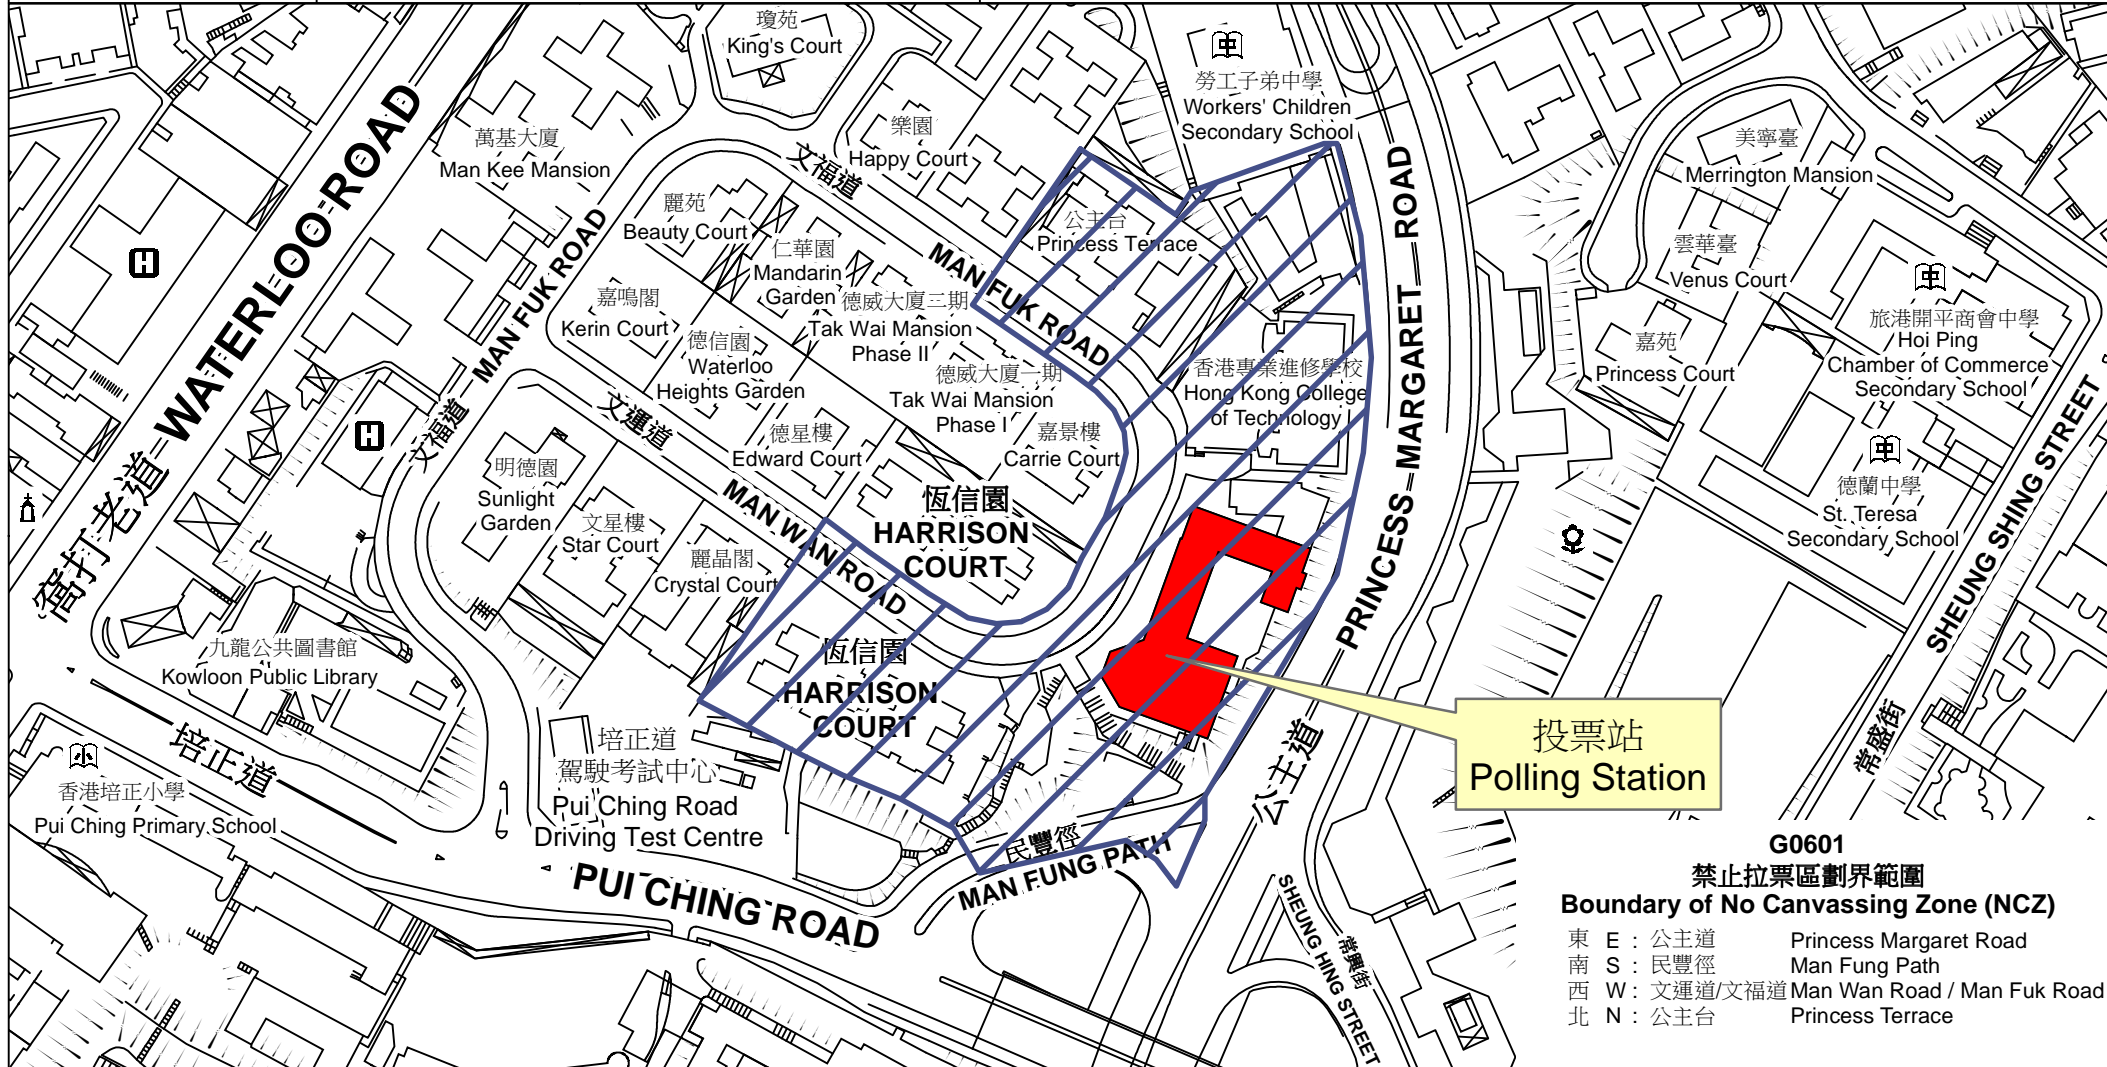 瓊苑
King's Court
勞工子弟中學
Workers' Children
Secondary School
萬基大廈
Man Kee Mansion
樂園
Happy Court
文福道
美寧臺
Merrington Mansion
WATERLOO ROAD
窩打老道
MAN FUK ROAD
文福道
麗苑
Beauty Court
仁華園
Mandarin
Garden
MAN FUK ROAD
公主台
Princess Terrace
PRINCESS MARGARET ROAD
公主道
雲華臺
Venus Court
嘉鳴閣
Kerin Court
德信園
Waterloo
Heights Garden
德威大廈三期
Tak Wai Mansion
Phase II
德威大廈一期
Tak Wai Mansion
Phase I
香港專業進修學校
Hong Kong College
of Technology
嘉苑
Princess Court
旅港開平商會中學
Hoi Ping
Chamber of Commerce
Secondary School
文運道
MAN WAN ROAD
德星樓
Edward Court
嘉景樓
Carrie Court
明德園
Sunlight
Garden
文星樓
Star Court
麗晶閣
Crystal Court
恆信園
HARRISON
COURT
德蘭中學
St. Teresa
Secondary School
SHEUNG SHING STREET
常盛街
九龍公共圖書館
Kowloon Public Library
恆信園
HARRISON
COURT
投票站
Polling Station
培正道
PUI CHING ROAD
香港培正小學
Pui Ching Primary School
培正道
駕駛考試中心
Pui Ching Road
Driving Test Centre
民豐徑
MAN FUNG PATH
常興街
SHEUNG HING STREET
G0601
禁止拉票區劃界範圍
Boundary of No Canvassing Zone (NCZ)
東 E : 公主道 Princess Margaret Road
南 S : 民豐徑 Man Fung Path
西 W : 文運道/文福道 Man Wan Road / Man Fuk Road
北 N : 公主台 Princess Terrace